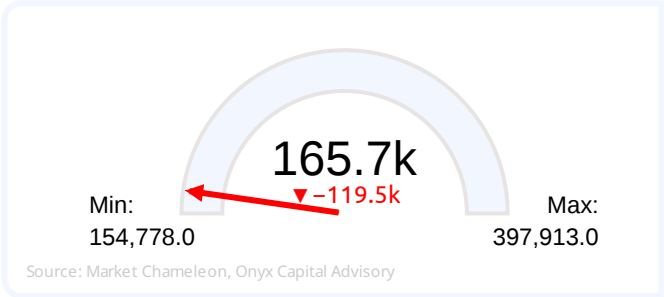 165.7k
▼−119.5k
Min:
154,778.0
Max:
397,913.0
Source: Market Chameleon, Onyx Capital Advisory